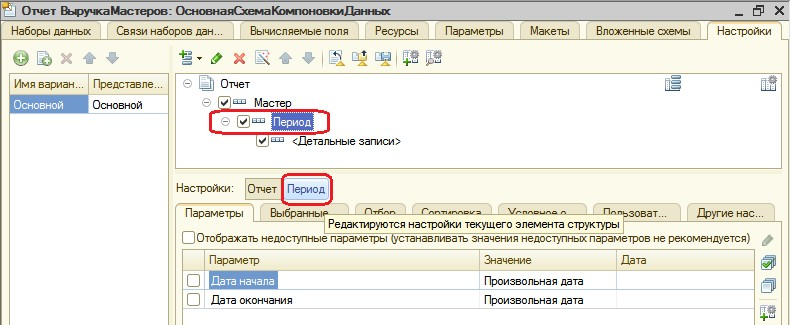 Отчет ВыручкаМастеров: ОсновнаяСхемаКомпоновкиДанных
Наборы данных Связи наборов дан... Вычисляемые поля Ресурсы Параметры Макеты Вложенные схемы Настройки
Имя вариан... Представле...
Основной Основной
Отчет
Мастер
Период
<Детальные записи>
Настройки: Отчет Период
Параметры Выбранные... Отбор Сортировка Условное о... Пользоват... Другие нас...
Редактируются настройки текущего элемента структуры
Отображать недоступные параметры (устанавливать значения недоступных параметров не рекомендуется)
Параметр Значение Дата
Дата начала Произвольная дата
Дата окончания Произвольная дата